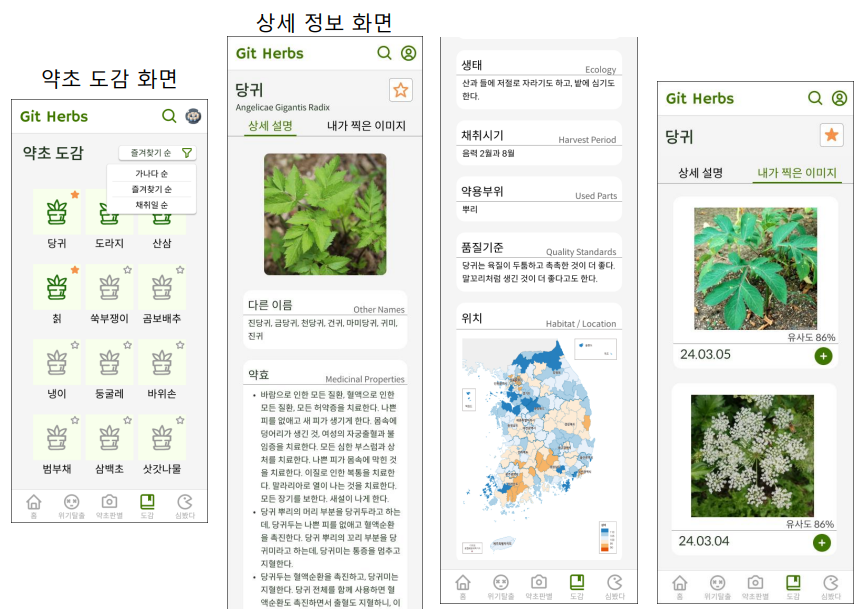 약초 도감 화면
Git Herbs
약초 도감
즐겨찾기 순
가나다 순
즐겨찾기 순
채취일 순
당귀
도라지
산삼
칡
쑥부쟁이
곰보배추
냉이
둥굴레
바위손
범부채
삼백초
삿갓나물
홈
위기탈출
약초판별
도감
심봤다
상세 정보 화면
Git Herbs
당귀
Angelicae Gigantis Radix
상세 설명
내가 찍은 이미지
다른 이름
Other Names
진당귀, 금당귀, 천당귀, 건귀, 마미당귀, 귀미,
진귀
약효
Medicinal Properties
• 바람으로 인한 모든 질환, 혈액으로 인한
모든 질환, 모든 허약증을 치료한다. 나쁜
피를 없애고 새 피가 생기게 한다. 몸속에
덩어리가 생긴 것, 여성의 자궁출혈과 불
임증을 치료한다. 모든 심한 부스럼과 상
처를 치료한다. 나쁜 피가 몸속에 막힌 것
을 치료한다. 이질로 인한 복통을 치료한
다. 말라리아로 열이 나는 것을 치료한다.
모든 장기를 보한다. 새설이 나게 한다.
• 당귀 뿌리의 머리 부분을 당귀두라고 하는
데, 당귀두는 나쁜 피를 없애고 혈액순환
을 촉진한다. 당귀 뿌리의 꼬리 부분을 당
귀미라고 하는데, 당귀미는 통증을 멈추고
지혈한다.
• 당귀두는 혈액순환을 촉진하고, 당귀미는
지혈한다. 당귀 전체를 함께 사용하면 혈
액순환도 촉진하면서 출혈도 지혈하니, 이
생태
Ecology
산과 들에 저절로 자라기도 하고, 밭에 심기도
한다.
채취시기
Harvest Period
음력 2월과 8월
약용부위
Used Parts
뿌리
품질기준
Quality Standards
당귀는 육질이 두툼하고 촉촉한 것이 더 좋다.
말꼬리처럼 생긴 것이 더 좋다고도 한다.
위치
Habitat / Location
홈
위기탈출
약초판별
도감
심봤다
Git Herbs
당귀
상세 설명
내가 찍은 이미지
유사도 86%
24.03.05
유사도 86%
24.03.04
홈
위기탈출
약초판별
도감
심봤다